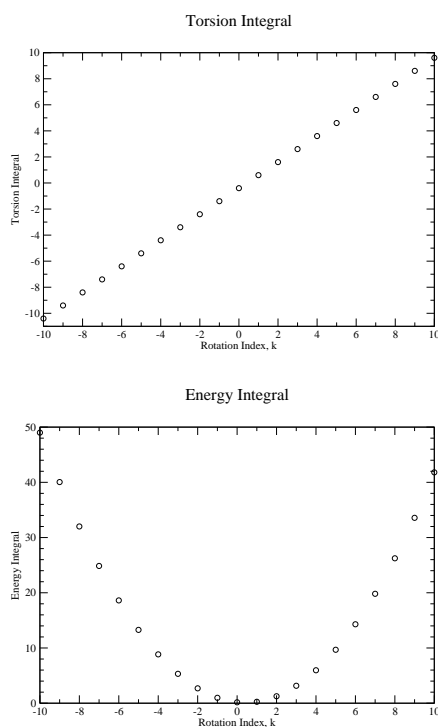 Torsion Integral
10
8
6
4
2
0
-2
-4
-6
-8
-10
Torsion Integral
-10 -8 -6 -4 -2 0 2 4 6 8 10
Rotation Index, k
Energy Integral
50
40
30
20
10
0
Energy Integral
-10 -8 -6 -4 -2 0 2 4 6 8 10
Rotation Index, k